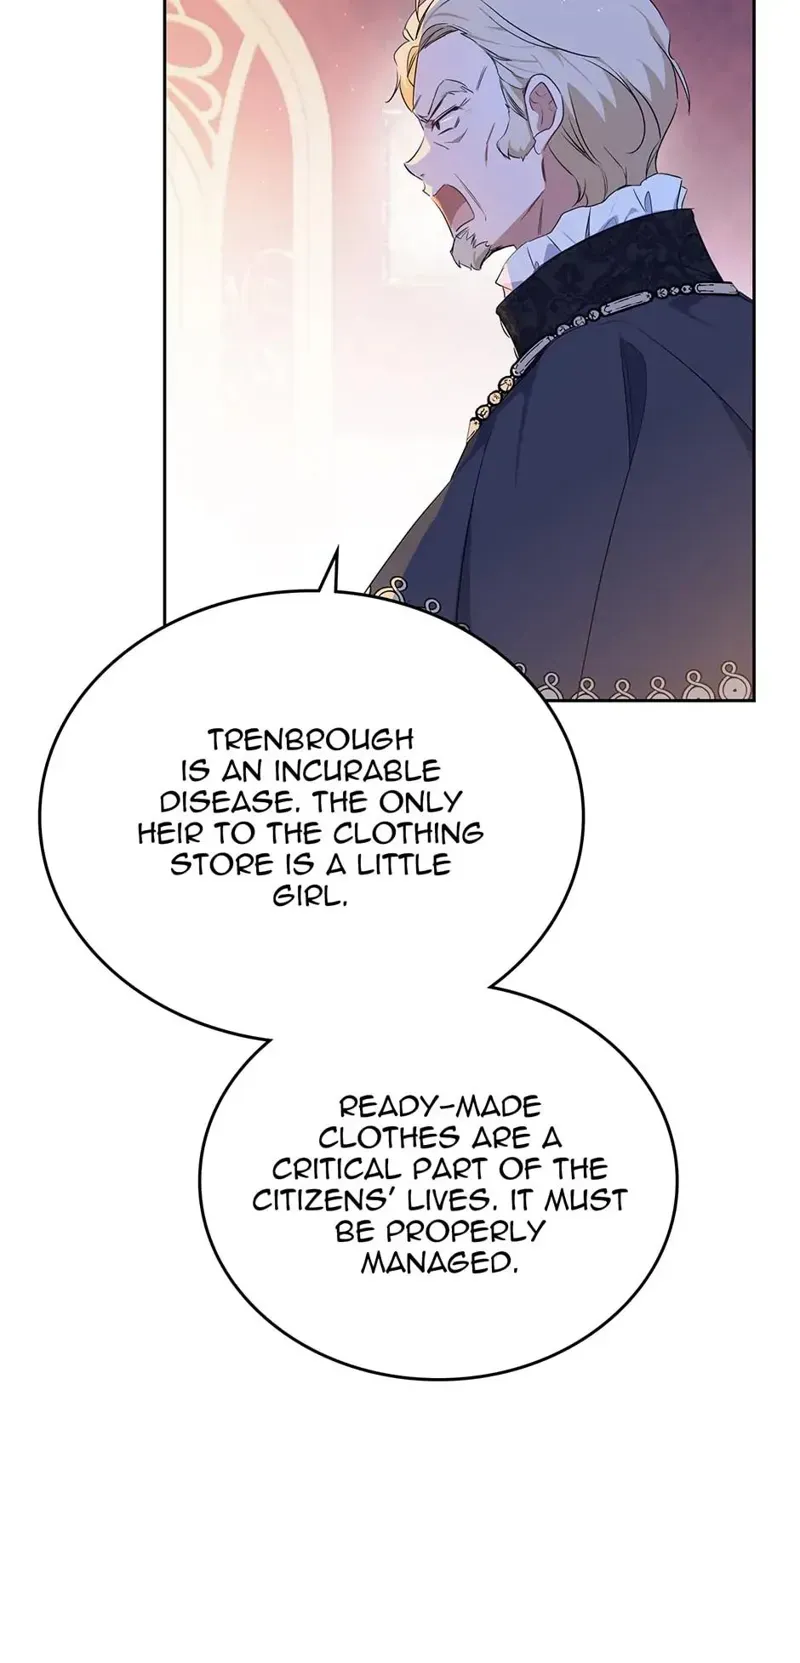 TRENBROUGH
IS AN INCURABLE
DISEASE. THE ONLY
HEIR TO THE CLOTHING
STORE IS A LITTLE
GIRL.
READY-MADE
CLOTHES ARE A
CRITICAL PART OF THE
CITIZENS' LIVES. IT MUST
BE PROPERLY
MANAGED.